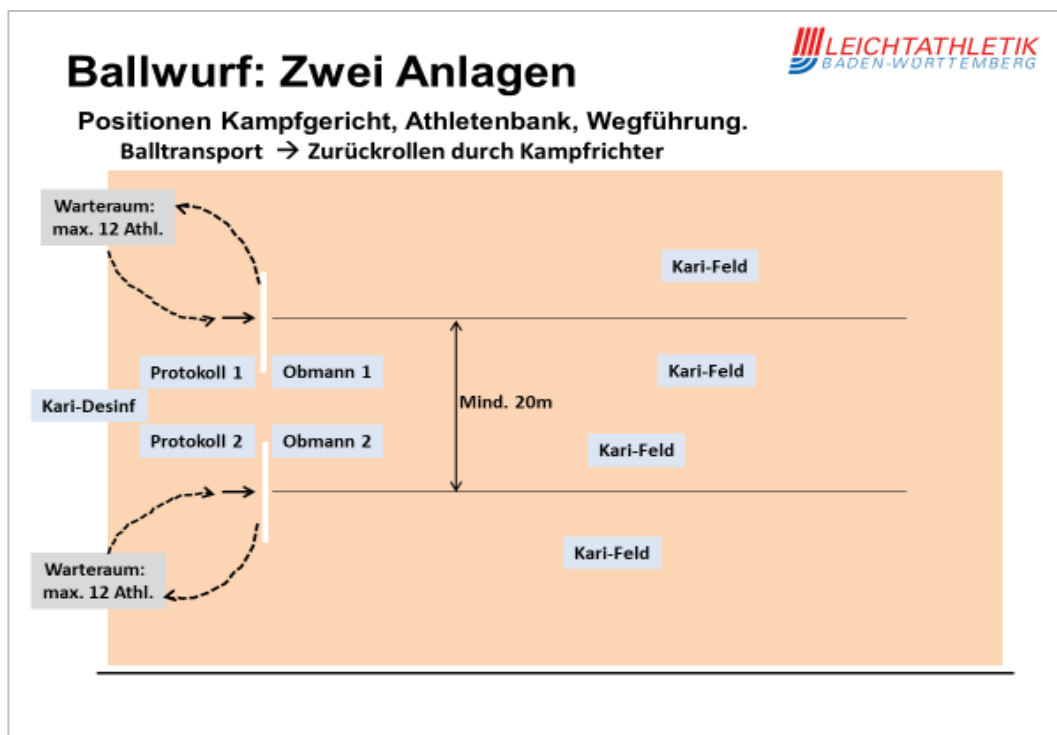 LEICHTATHLETIK
BADEN-WÜRTTEMBERG
Ballwurf: Zwei Anlagen
Positionen Kampfgericht, Athletenbank, Wegführung.
Balltransport → Zurückrollen durch Kampfrichter
Warteraum:
max. 12 Athl.
Kari-Feld
Protokoll 1
Obmann 1
Kari-Feld
Kari-Desinf
Mind. 20m
Protokoll 2
Obmann 2
Kari-Feld
Kari-Feld
Warteraum:
max. 12 Athl.